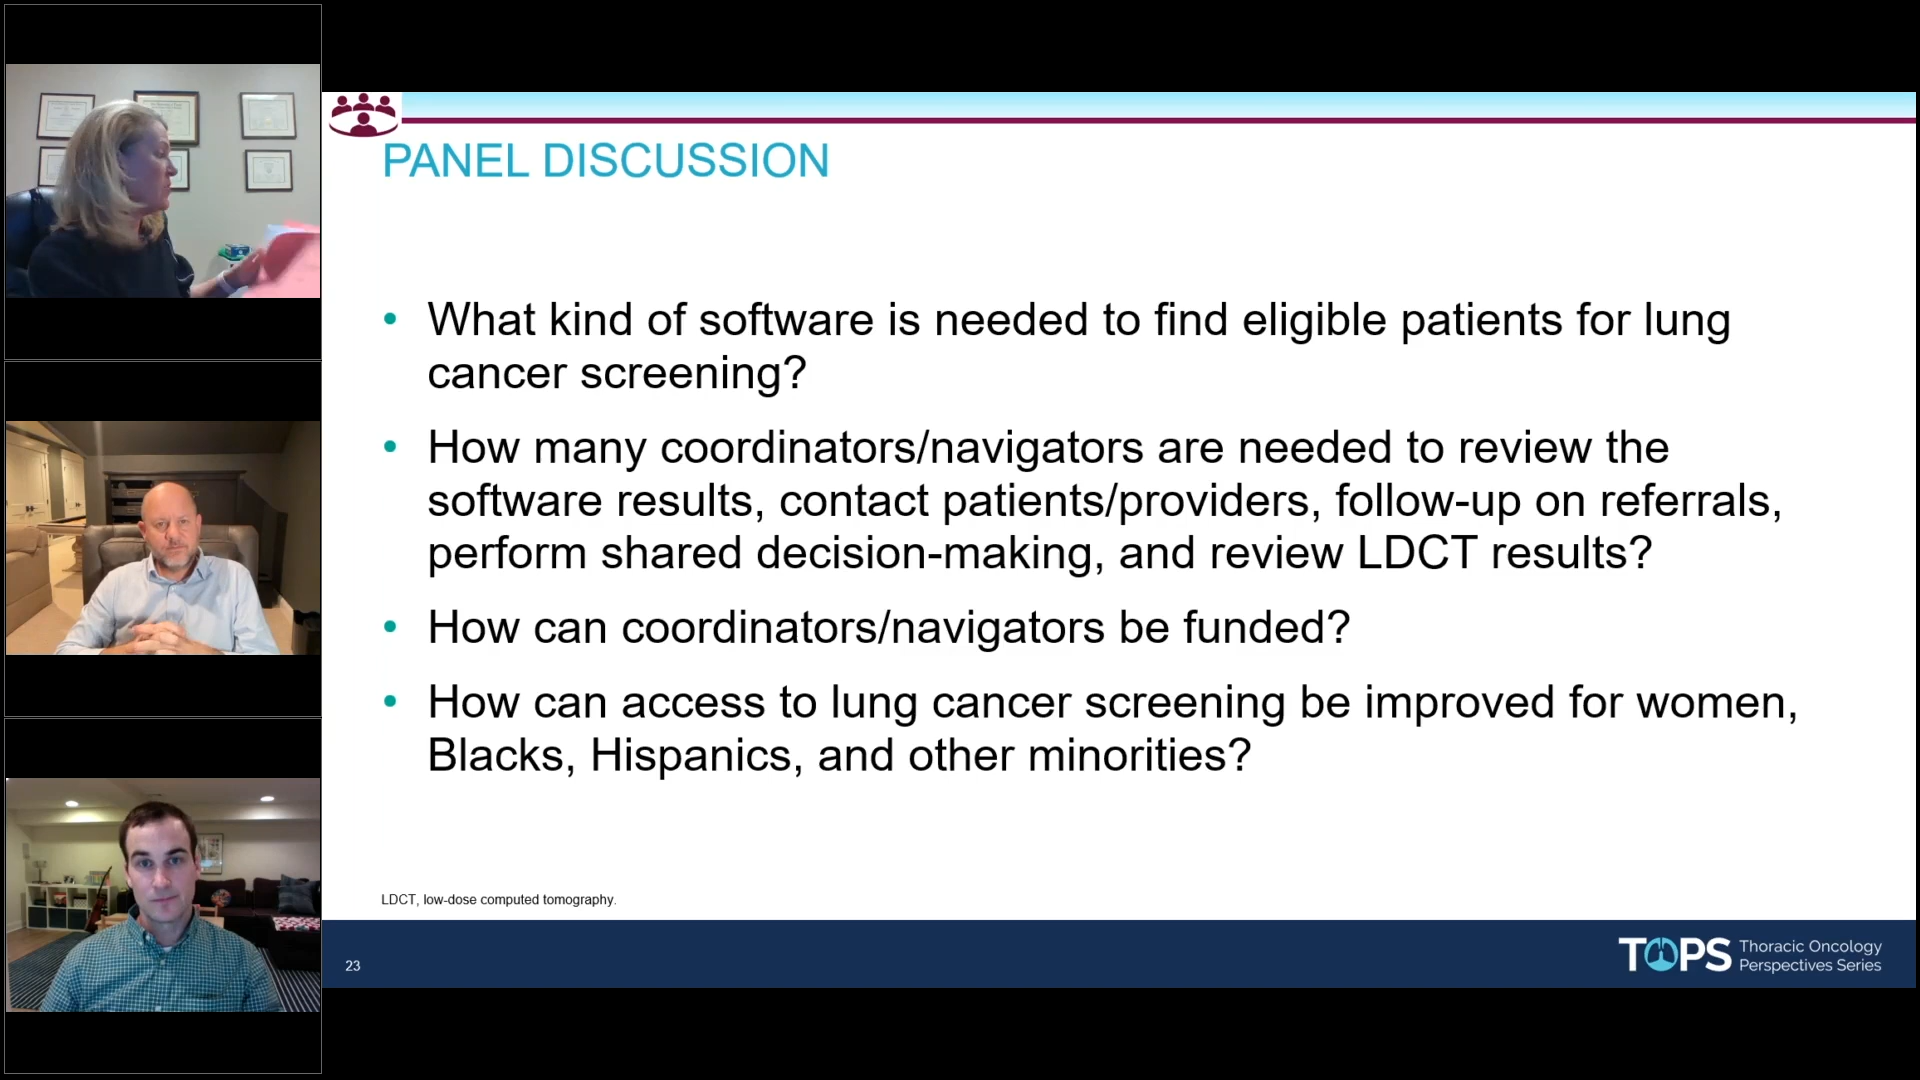 PANEL DISCUSSION
• What kind of software is needed to find eligible patients for lung
cancer screening?
• How many coordinators/navigators are needed to review the
software results, contact patients/providers, follow-up on referrals,
perform shared decision-making, and review LDCT results?
• How can coordinators/navigators be funded?
• How can access to lung cancer screening be improved for women,
Blacks, Hispanics, and other minorities?
LDCT, low-dose computed tomography.
23
TOPS
Thoracic Oncology
Perspectives Series